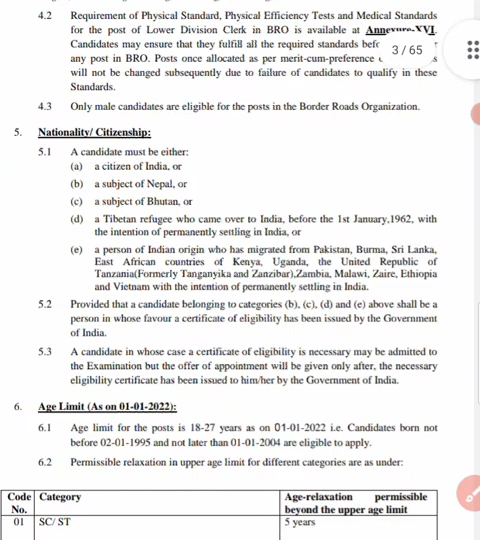 4.2 Requirement of Physical Standard, Physical Efficiency Tests and Medical Standards
for the post of Lower Division Clerk in BRO is available at Annexure-XVI.
Candidates may ensure that they fulfill all the required standards
any post in BRO. Posts once allocated as per merit-cum-preference
will not be changed subsequently due to failure of candidates to qualify in these
Standards.
3 / 65
4.3 Only male candidates are eligible for the posts in the Border Roads Organization.
5. Nationality/ Citizenship:
5.1 A candidate must be either:
(a) a citizen of India, or
(b) a subject of Nepal, or
(c) a subject of Bhutan, or
(d) a Tibetan refugee who came over to India, before the 1st January,1962, with
the intention of permanently settling in India, or
(e) a person of Indian origin who has migrated from Pakistan, Burma, Sri Lanka,
East African countries of Kenya, Uganda, the United Republic of
Tanzania(Formerly Tanganyika and Zanzibar),Zambia, Malawi, Zaire, Ethiopia
and Vietnam with the intention of permanently settling in India.
5.2 Provided that a candidate belonging to categories (b), (c), (d) and (e) above shall be a
person in whose favour a certificate of eligibility has been issued by the Government
of India.
5.3 A candidate in whose case a certificate of eligibility is necessary may be admitted to
the Examination but the offer of appointment will be given only after, the necessary
eligibility certificate has been issued to him/her by the Government of India.
6. Age Limit (As on 01-01-2022):
6.1 Age limit for the posts is 18-27 years as on 01-01-2022 i.e. Candidates born not
before 02-01-1995 and not later than 01-01-2004 are eligible to apply.
6.2 Permissible relaxation in upper age limit for different categories are as under:
Code Category Age-relaxation permissible
No. beyond the upper age limit
01 SC/ ST 5 years